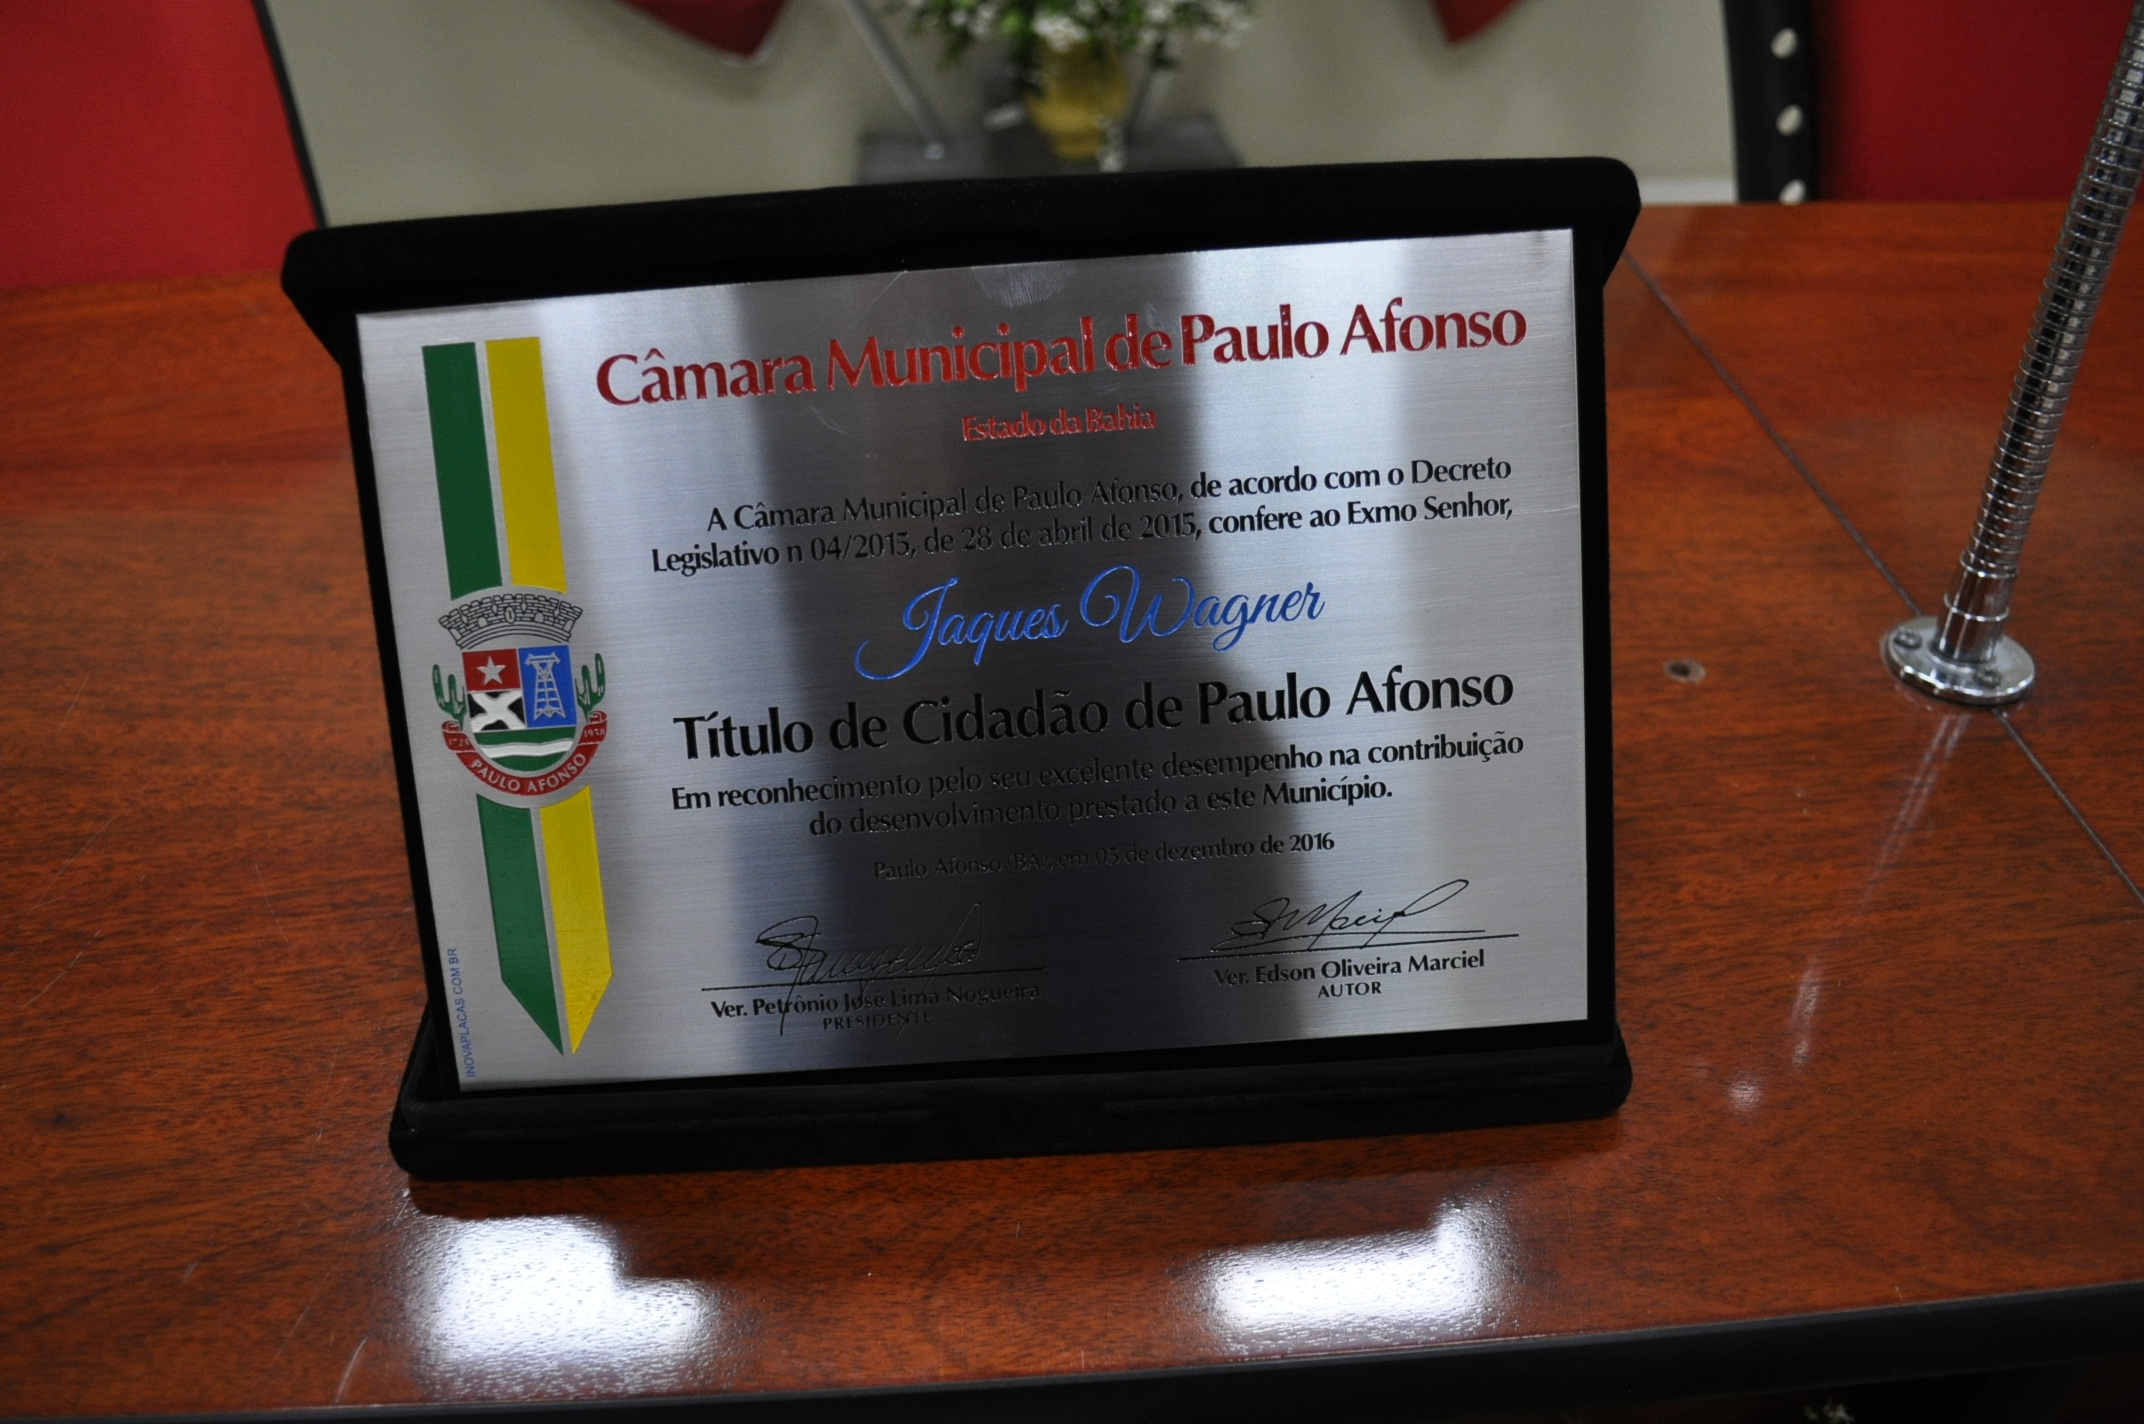 Câmara Municipal de Paulo Afonso
Estado da Bahia
A Câmara Municipal de Paulo Afonso, de acordo com o Decreto
Legislativo n 04/2015, de 28 de abril de 2015, confere ao Exmo Senhor,
Jaques Wagner
Título de Cidadão de Paulo Afonso
Em reconhecimento pelo seu excelente desempenho na contribuição
do desenvolvimento prestado a este Município.
Paulo Afonso (BA), em 05 de dezembro de 2016
Ver. Petrônio José Lima Nogueira
PRESIDENTE
Ver. Edson Oliveira Marciel
AUTOR
1725 1958
PAULO AFONSO
INOVAPLACAS.COM.BR